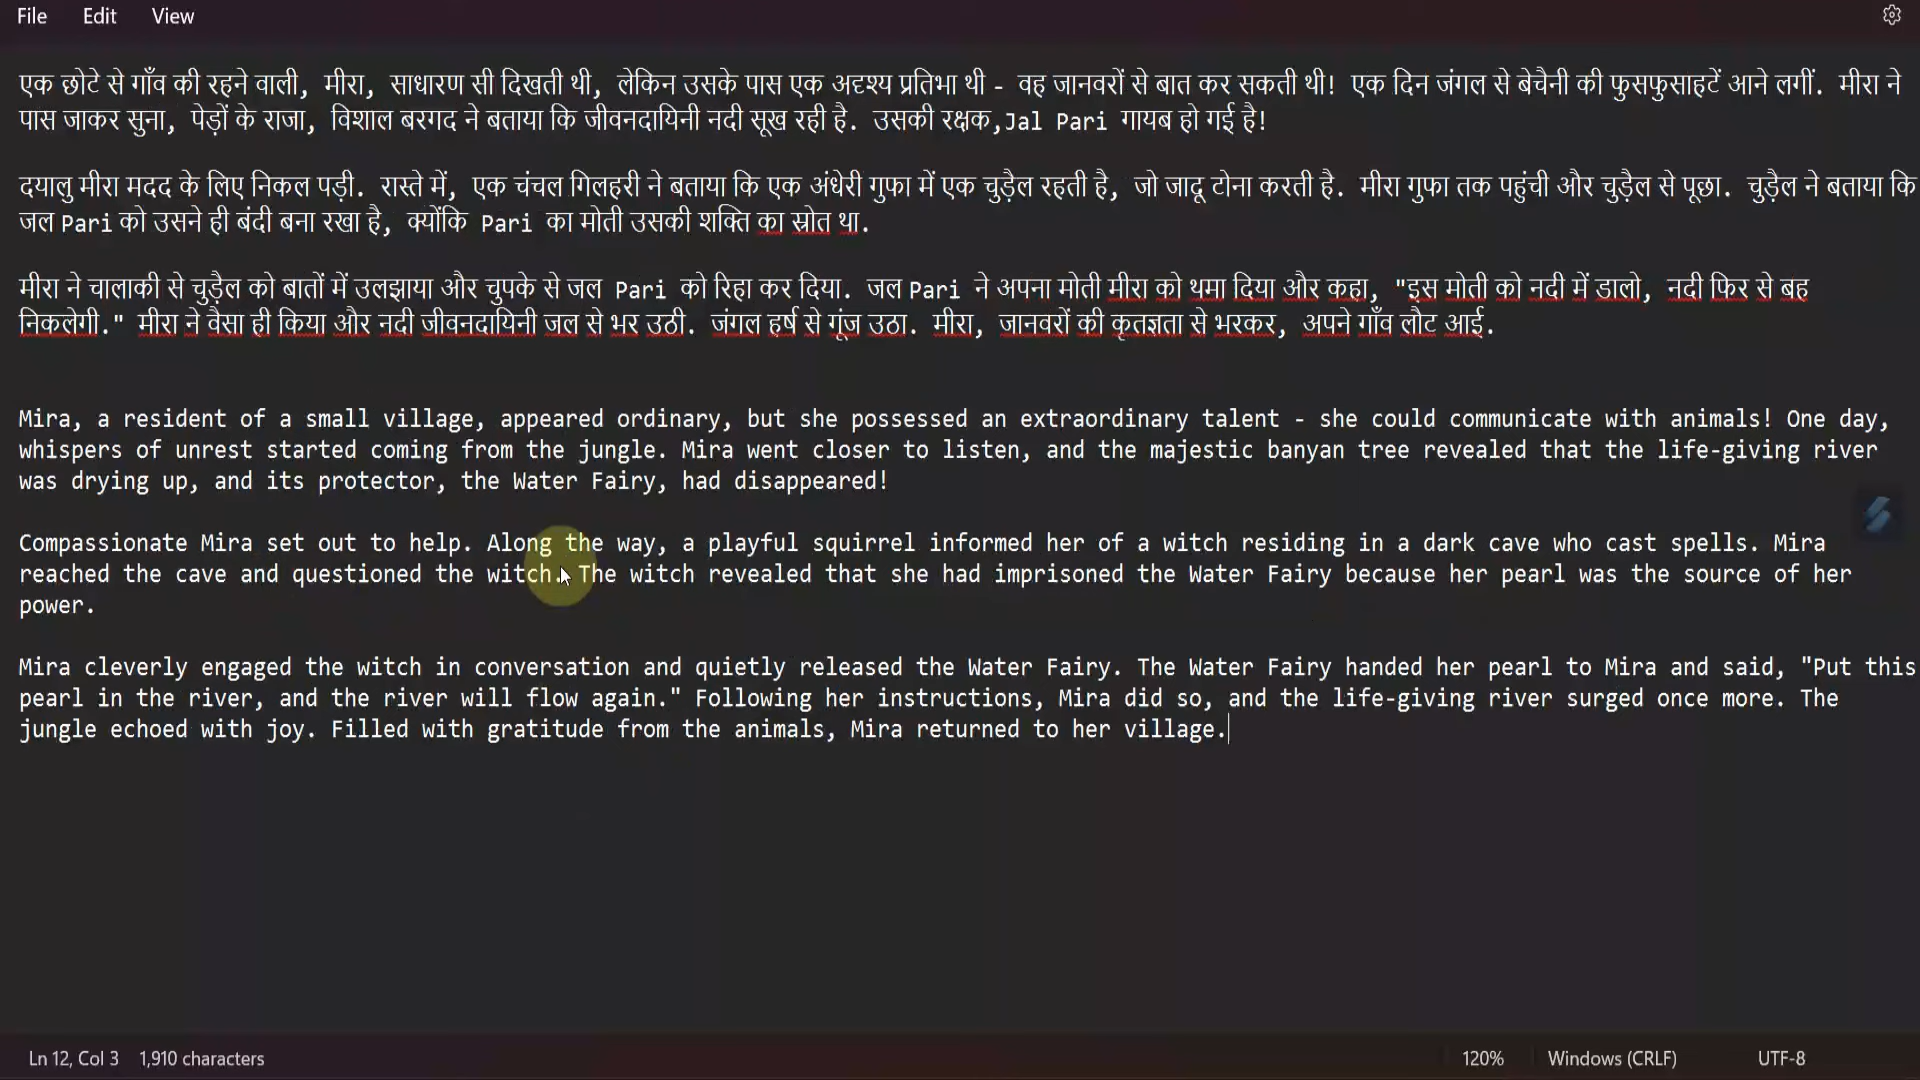 File Edit View
एक छोटे से गाँव की रहने वाली, मीरा, साधारण सी दिखती थी, लेकिन उसके पास एक अदृश्य प्रतिभा थी - वह जानवरों से बात कर सकती थी! एक दिन जंगल से बेचैनी की फुसफुसाहटें आने लगीं. मीरा ने
पास जाकर सुना, पेड़ों के राजा, विशाल बरगद ने बताया कि जीवनदायिनी नदी सूख रही है. उसकी रक्षक,Jal Pari गायब हो गई है!
दयालु मीरा मदद के लिए निकल पड़ी. रास्ते में, एक चंचल गिलहरी ने बताया कि एक अंधेरी गुफा में एक चुड़ैल रहती है, जो जादू टोना करती है. मीरा गुफा तक पहुंची और चुड़ैल से पूछा. चुड़ैल ने बताया कि
जल Pari को उसने ही बंदी बना रखा है, क्योंकि Pari का मोती उसकी शक्ति का स्रोत था.
मीरा ने चालाकी से चुड़ैल को बातों में उलझाया और चुपके से जल Pari को रिहा कर दिया. जल Pari ने अपना मोती मीरा को थमा दिया और कहा, "इस मोती को नदी में डालो, नदी फिर से बह
निकलेगी." मीरा ने वैसा ही किया और नदी जीवनदायिनी जल से भर उठी. जंगल हर्ष से गूंज उठा. मीरा, जानवरों की कृतज्ञता से भरकर, अपने गाँव लौट आई.
Mira, a resident of a small village, appeared ordinary, but she possessed an extraordinary talent - she could communicate with animals! One day,
whispers of unrest started coming from the jungle. Mira went closer to listen, and the majestic banyan tree revealed that the life-giving river
was drying up, and its protector, the Water Fairy, had disappeared!
Compassionate Mira set out to help. Along the way, a playful squirrel informed her of a witch residing in a dark cave who cast spells. Mira
reached the cave and questioned the witch. The witch revealed that she had imprisoned the Water Fairy because her pearl was the source of her
power.
Mira cleverly engaged the witch in conversation and quietly released the Water Fairy. The Water Fairy handed her pearl to Mira and said, "Put this
pearl in the river, and the river will flow again." Following her instructions, Mira did so, and the life-giving river surged once more. The
jungle echoed with joy. Filled with gratitude from the animals, Mira returned to her village.
Ln 12, Col 3 1,910 characters 120% Windows (CRLF) UTF-8